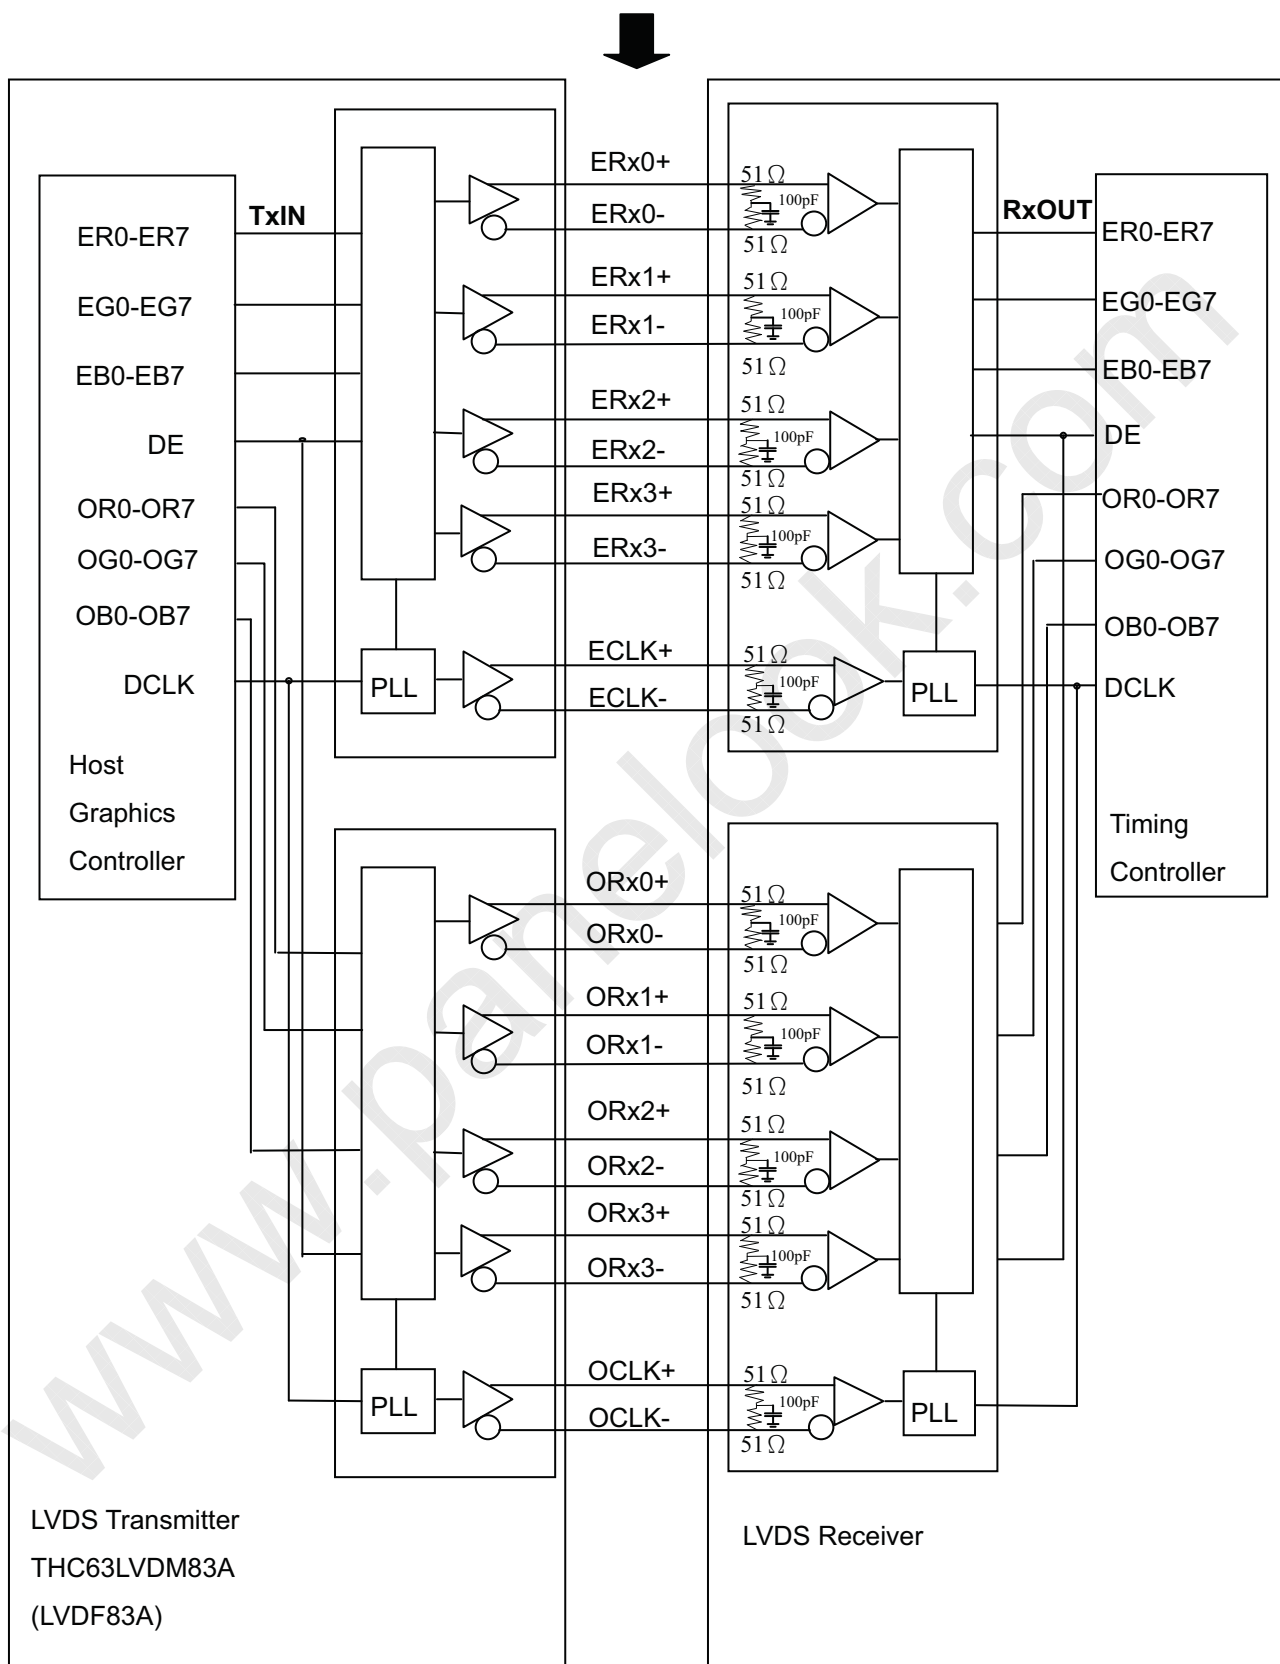 TxIN
ER0-ER7
EG0-EG7
EB0-EB7
DE
OR0-OR7
OG0-OG7
OB0-OB7
DCLK
Host
Graphics
Controller
PLL
ERx0+
ERx0-
ERx1+
ERx1-
ERx2+
ERx2-
ERx3+
ERx3-
ECLK+
ECLK-
51Ω
100pF
51Ω
51Ω
100pF
51Ω
51Ω
100pF
51Ω
51Ω
100pF
51Ω
51Ω
100pF
51Ω
PLL
RxOUT
ER0-ER7
EG0-EG7
EB0-EB7
DE
OR0-OR7
OG0-OG7
OB0-OB7
DCLK
Timing
Controller
PLL
ORx0+
ORx0-
ORx1+
ORx1-
ORx2+
ORx2-
ORx3+
ORx3-
OCLK+
OCLK-
51Ω
100pF
51Ω
51Ω
100pF
51Ω
51Ω
100pF
51Ω
51Ω
100pF
51Ω
51Ω
100pF
51Ω
PLL
LVDS Transmitter
THC63LVDM83A
(LVDF83A)
LVDS Receiver
www.panelook.com